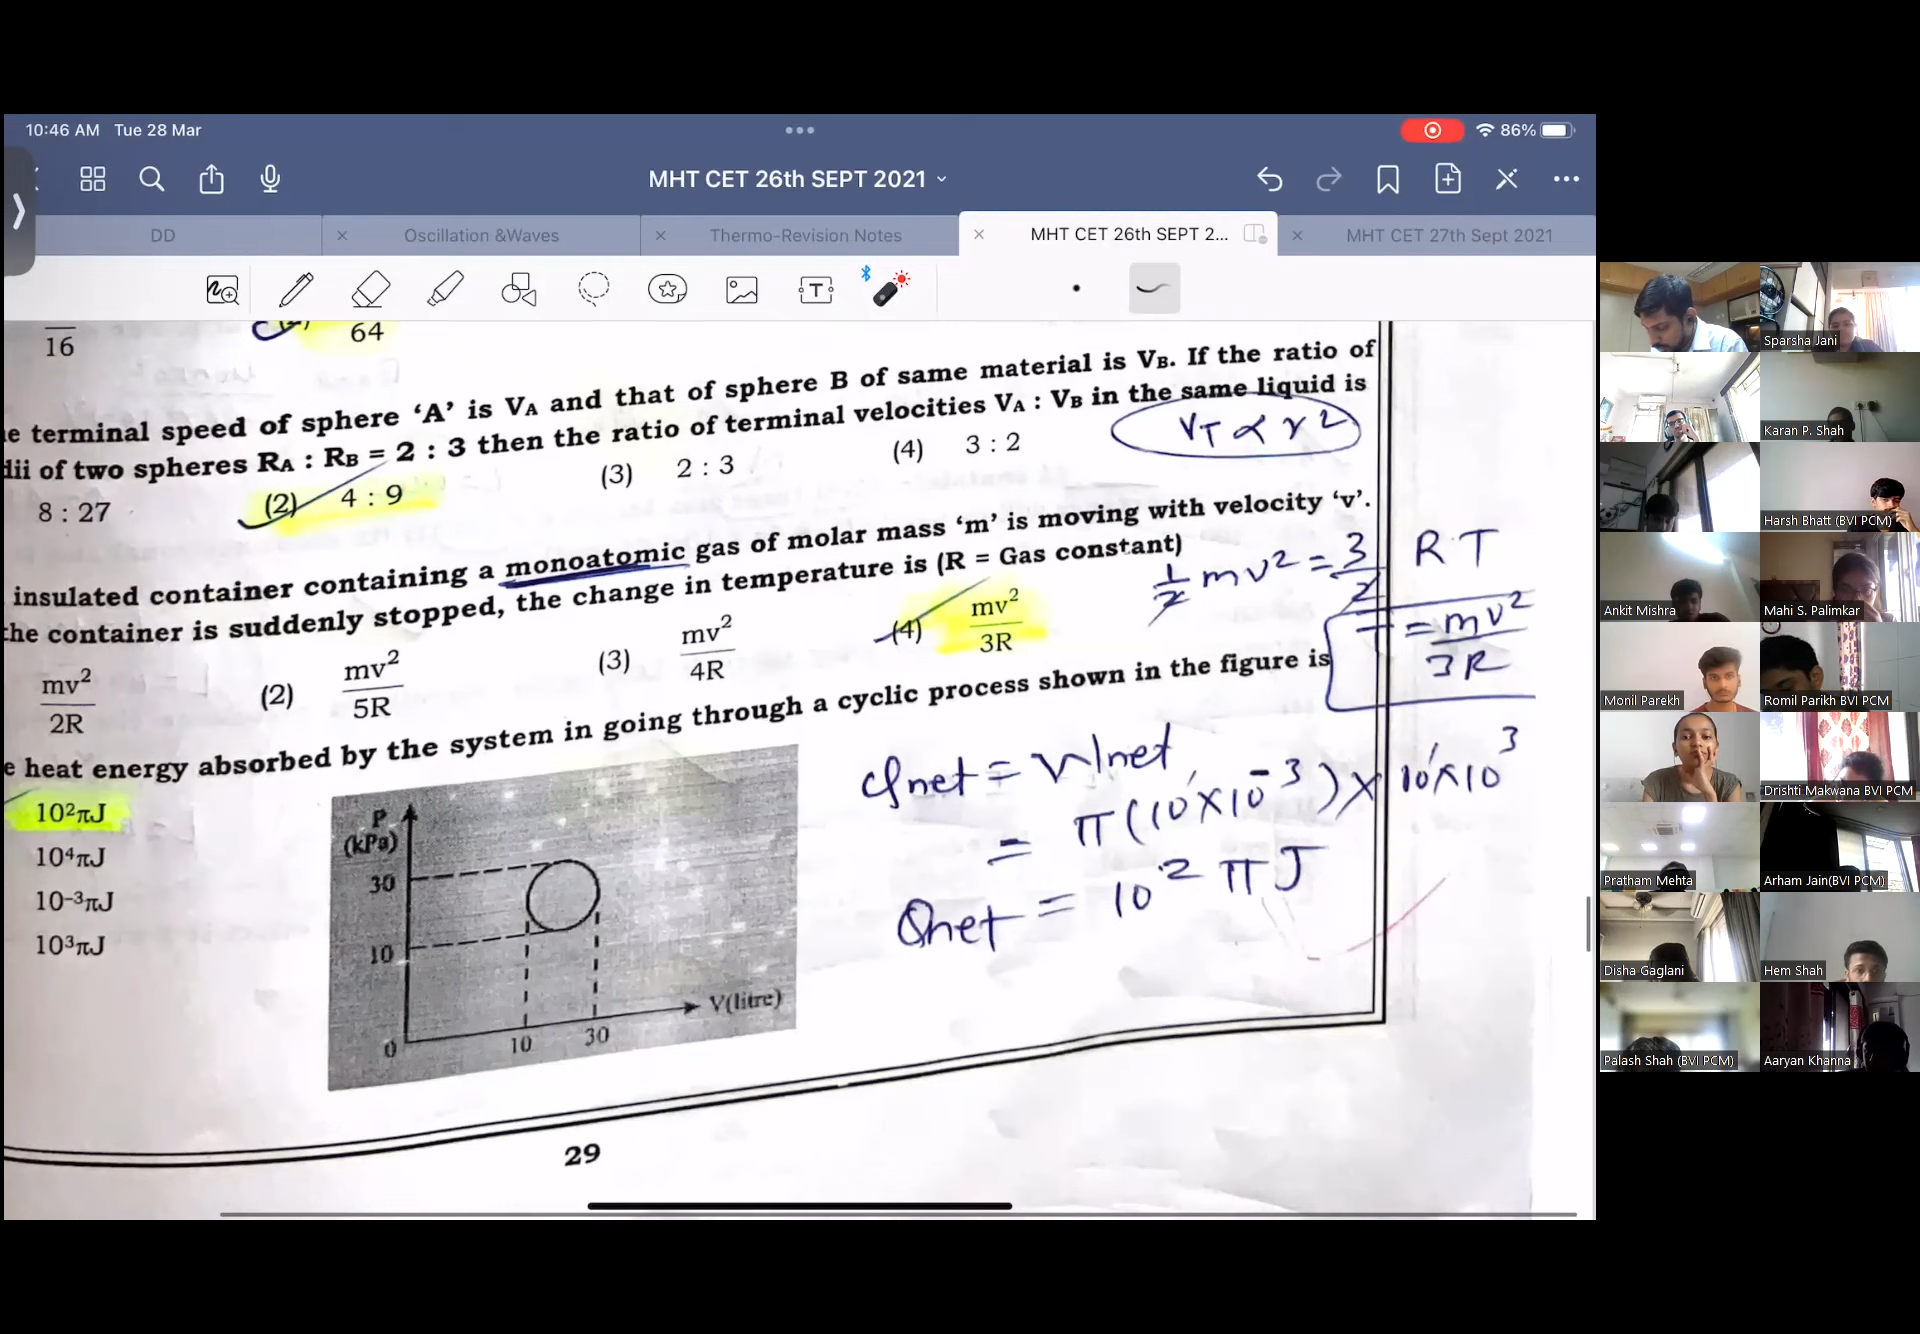 10:46 AM Tue 28 Mar
86%
MHT CET 26th SEPT 2021
DD
Oscillation &Waves
Thermo-Revision Notes
MHT CET 26th SEPT 2...
MHT CET 27th Sept 2021
16
64
e terminal speed of sphere ‘A’ is VA and that of sphere B of same material is VB. If the ratio of
dii of two spheres RA : RB = 2 : 3 then the ratio of terminal velocities VA : VB in the same liquid is
8 : 27 (2) 4 : 9 (3) 2 : 3 (4) 3 : 2
VT ∝ r²
insulated container containing a monoatomic gas of molar mass ‘m’ is moving with velocity ‘v’.
the container is suddenly stopped, the change in temperature is (R = Gas constant)
mv²/2R (2) mv²/5R (3) mv²/4R (4) mv²/3R
1/2 mv² = 3/2 RT
T = mv²/3R
e heat energy absorbed by the system in going through a cyclic process shown in the figure is
10²πJ
10⁴πJ
10⁻³πJ
10³πJ
P
(kPa)
30
10
0
10
30
V(litre)
qnet = Wnet
= π(10¹×10⁻³)×10¹×10³
Qnet = 10² πJ
29
Sparsha Jani
Karan P. Shah
Harsh Bhatt (BVI PCM)
Ankit Mishra
Mahi S. Palimkar
Monil Parekh
Romil Parikh BVI PCM
Drishti Makwana BVI PCM
Pratham Mehta
Arham Jain(BVI PCM)
Disha Gaglani
Hem Shah
Palash Shah (BVI PCM)
Aaryan Khanna